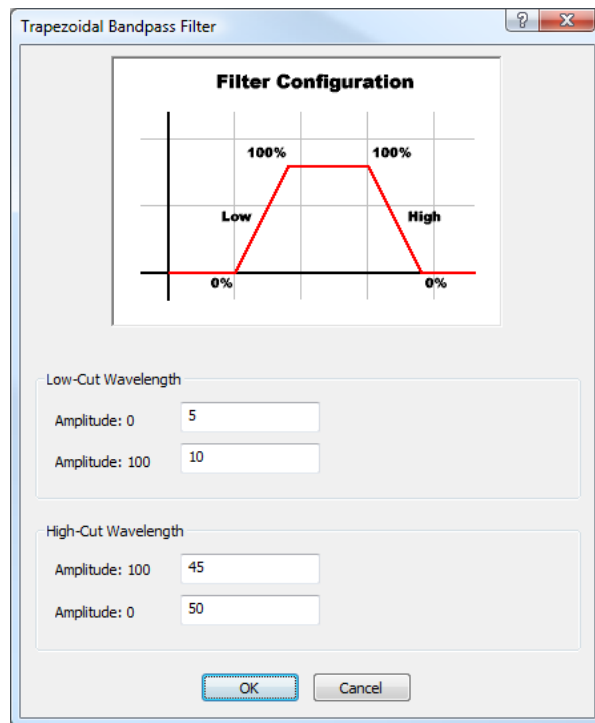 Trapezoidal Bandpass Filter
?
Filter Configuration
100% 100%
Low High
0% 0%
Low-Cut Wavelength
Amplitude: 0 5
Amplitude: 100 10
High-Cut Wavelength
Amplitude: 100 45
Amplitude: 0 50
OK Cancel